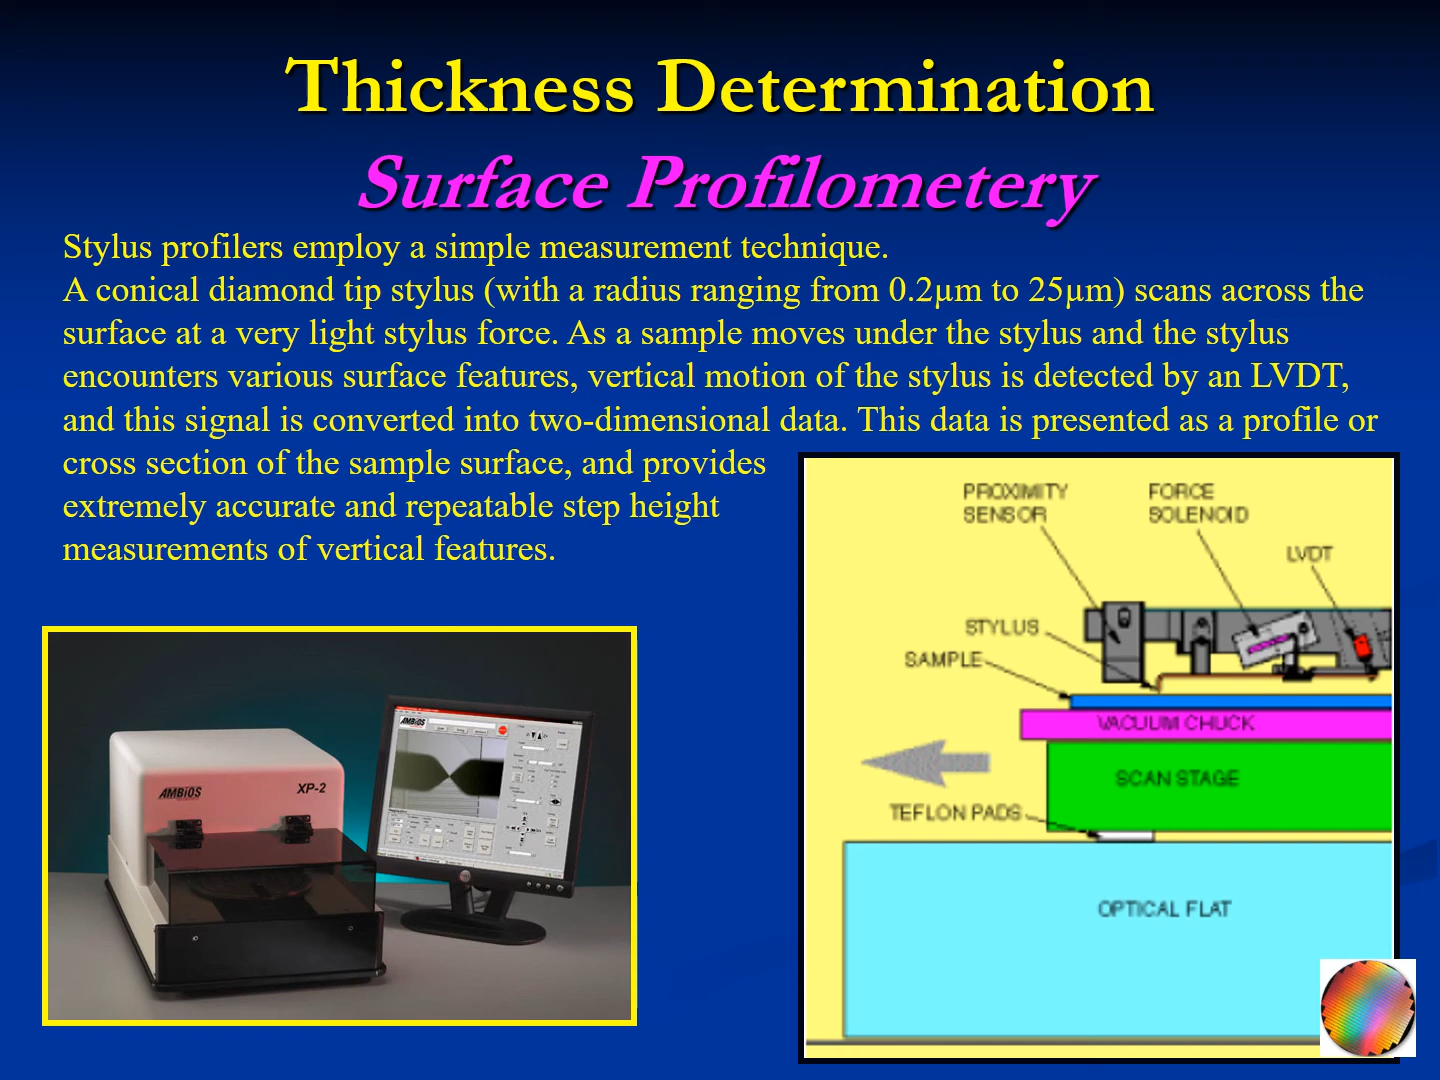 Thickness Determination
Surface Profilometery
Stylus profilers employ a simple measurement technique.
A conical diamond tip stylus (with a radius ranging from 0.2µm to 25µm) scans across the
surface at a very light stylus force. As a sample moves under the stylus and the stylus
encounters various surface features, vertical motion of the stylus is detected by an LVDT,
and this signal is converted into two-dimensional data. This data is presented as a profile or
cross section of the sample surface, and provides
extremely accurate and repeatable step height
measurements of vertical features.
PROXIMITY
SENSOR
FORCE
SOLENOID
LVDT
STYLUS
SAMPLE
VACUUM CHUCK
SCAN STAGE
TEFLON PADS
OPTICAL FLAT
AMBiOS
XP-2
AMBiOS